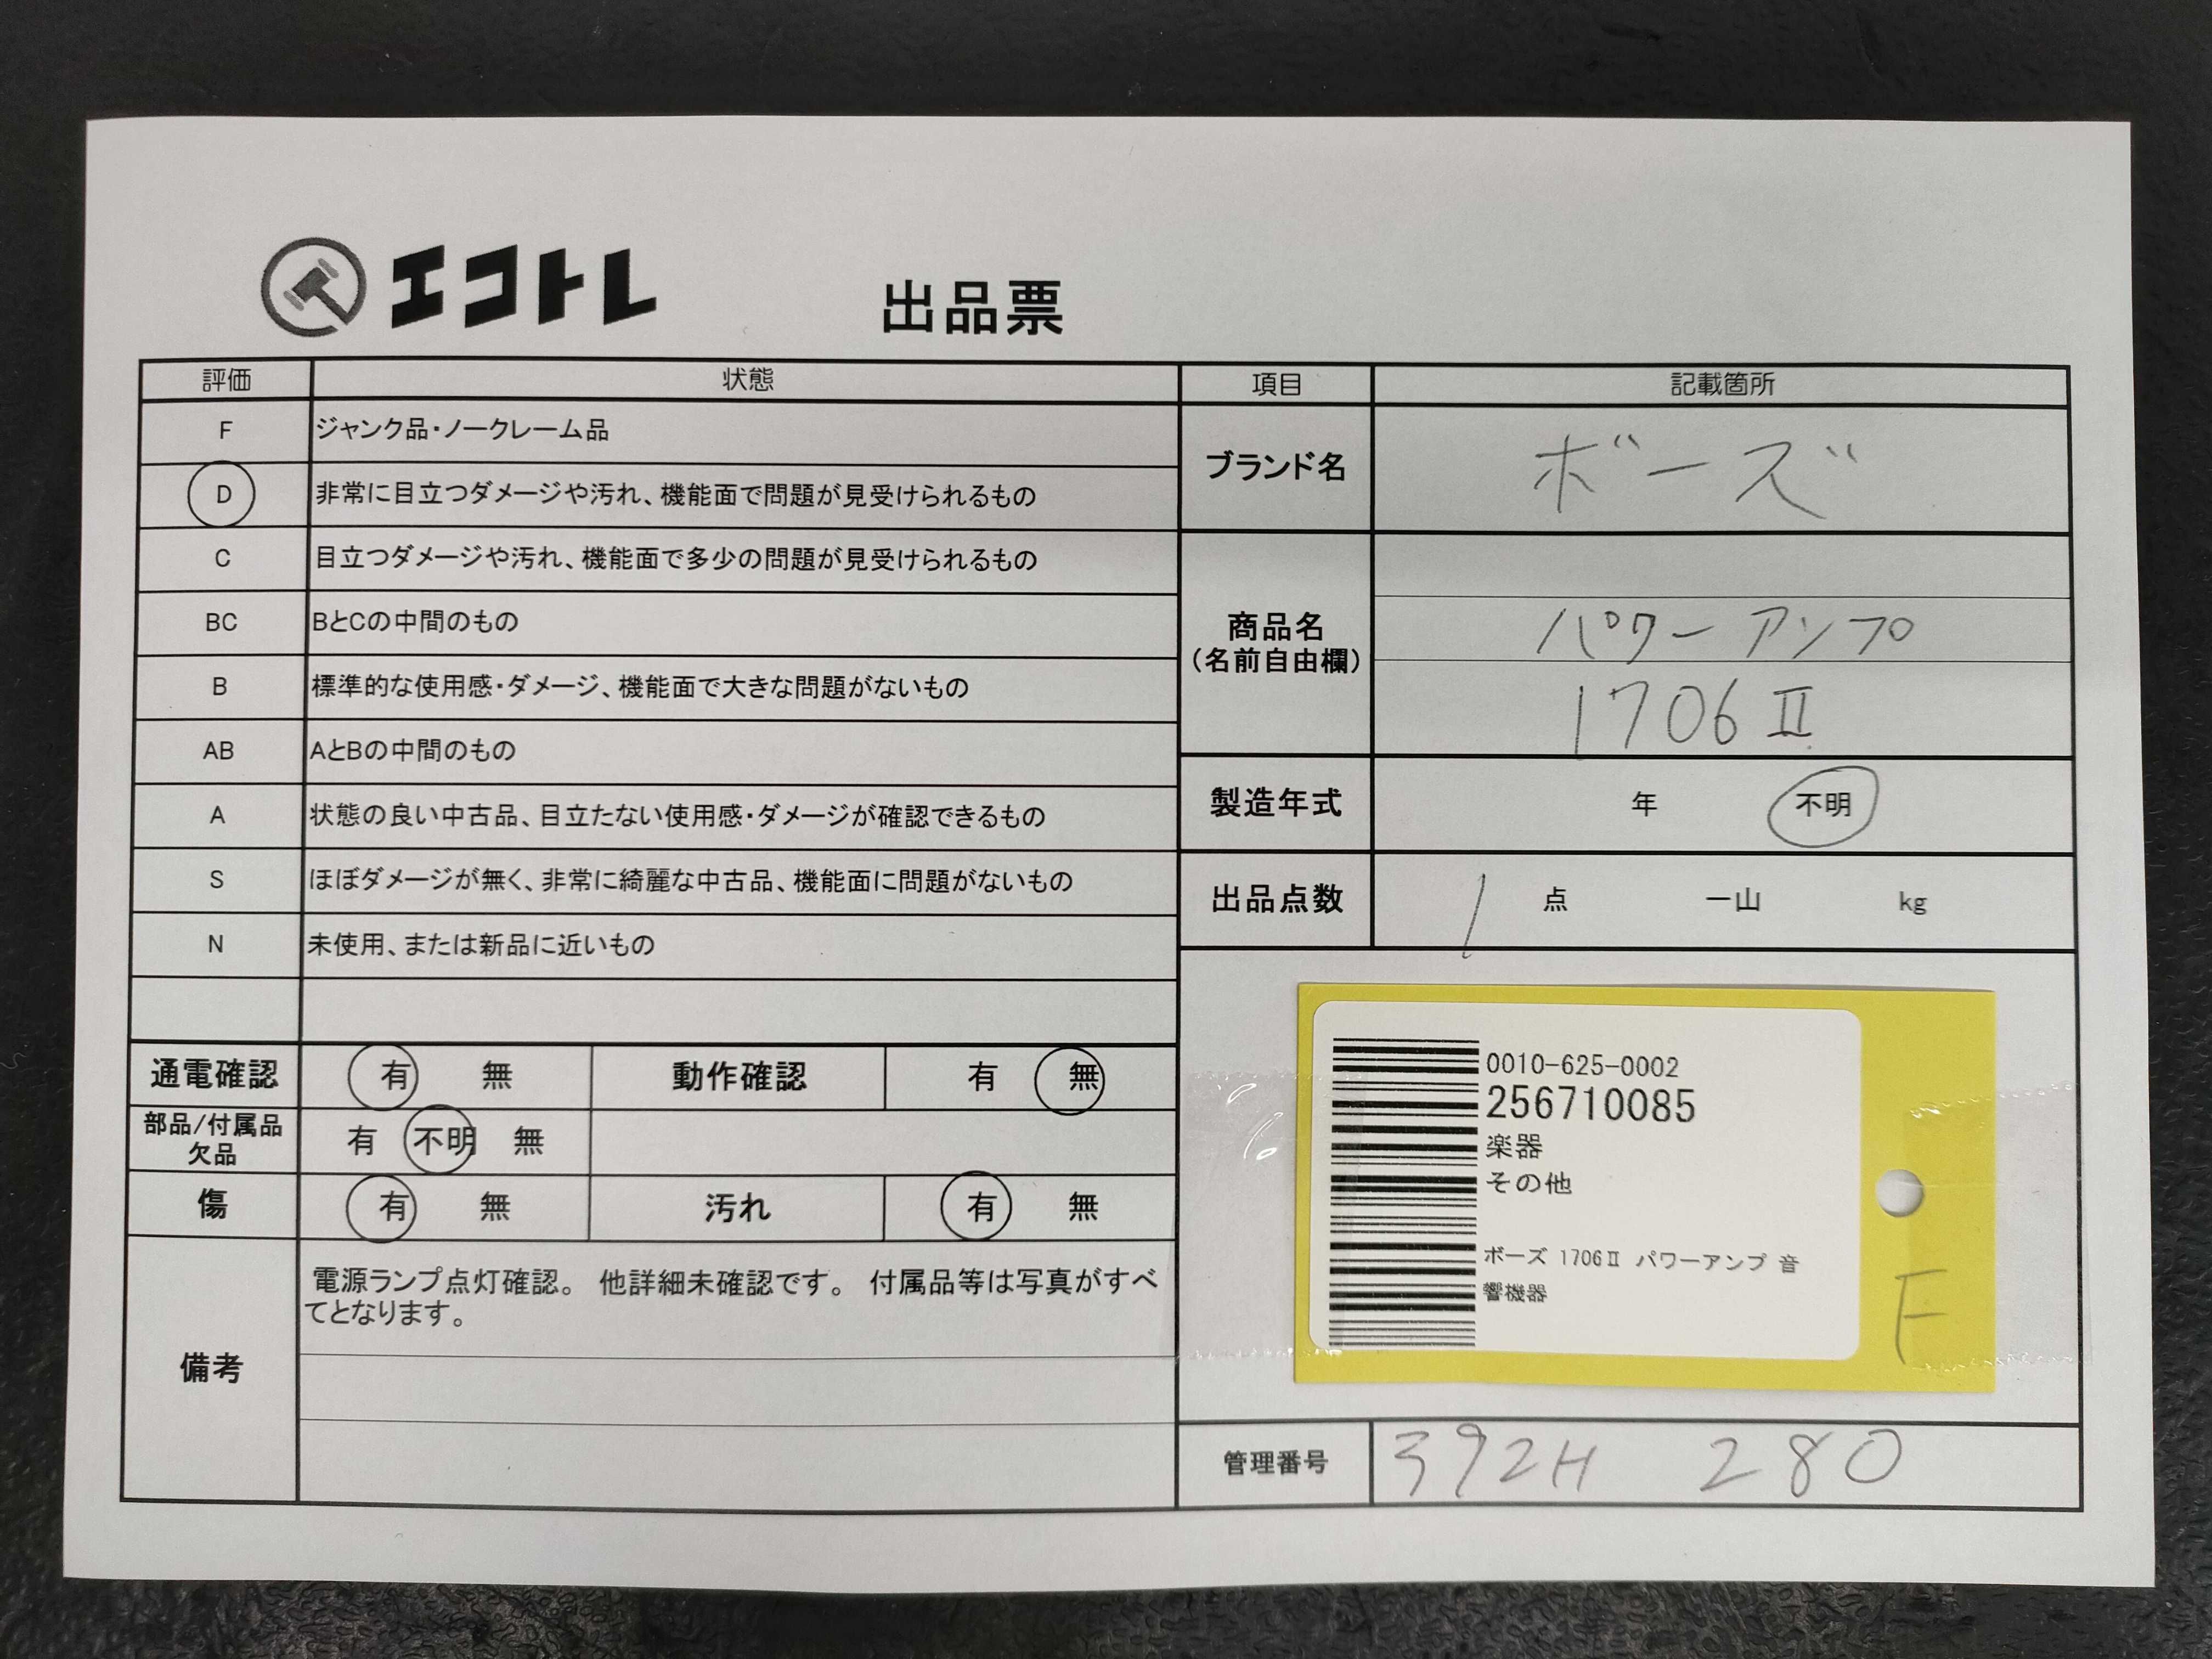 エコトレ
出品票
評価 状態
F ジャンク品・ノークレーム品
D 非常に目立つダメージや汚れ、機能面で問題が見受けられるもの
C 目立つダメージや汚れ、機能面で多少の問題が見受けられるもの
BC BとCの中間のもの
B 標準的な使用感・ダメージ、機能面で大きな問題がないもの
AB AとBの中間のもの
A 状態の良い中古品、目立たない使用感・ダメージが確認できるもの
S ほぼダメージが無く、非常に綺麗な中古品、機能面に問題がないもの
N 未使用、または新品に近いもの
通電確認 有 無 動作確認 有 無
部品/付属品
欠品
有 不明 無
傷 有 無 汚れ 有 無
備考
電源ランプ点灯確認。 他詳細未確認です。 付属品等は写真がすべ
てとなります。
項目 記載箇所
ブランド名 ボーズ
商品名
(名前自由欄)
パワーアンプ
1706Ⅱ
製造年式 年 不明
出品点数 1 点 一山 kg
0010-625-0002
256710085
楽器
その他
ボーズ 1706Ⅱ パワーアンプ 音
響機器
F
管理番号 392H 280